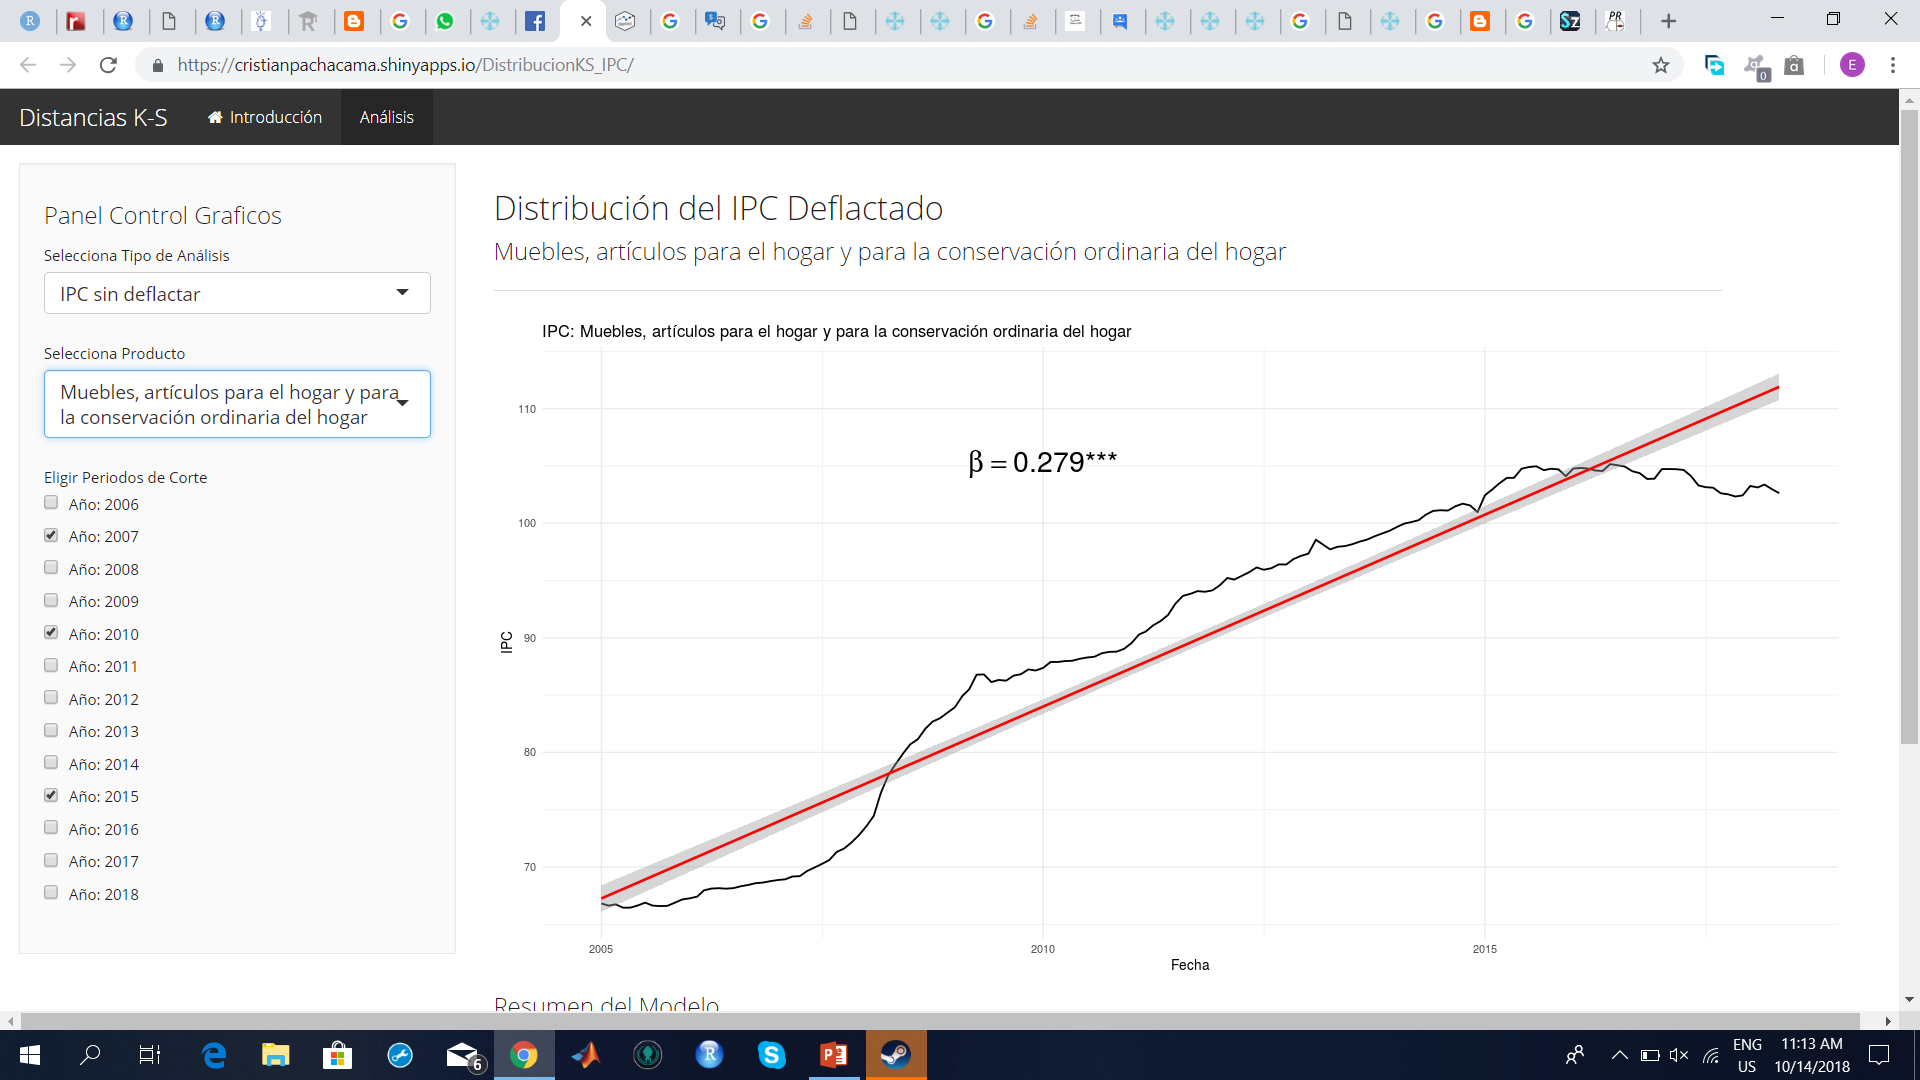 https://cristianpachacama.shinyapps.io/DistribucionKS_IPC/
0
E
Distancias K-S
Introducción
Análisis
Panel Control Graficos
Selecciona Tipo de Análisis
IPC sin deflactar
Selecciona Producto
Muebles, artículos para el hogar y para
la conservación ordinaria del hogar
Eligir Periodos de Corte
Año: 2006
Año: 2007
Año: 2008
Año: 2009
Año: 2010
Año: 2011
Año: 2012
Año: 2013
Año: 2014
Año: 2015
Año: 2016
Año: 2017
Año: 2018
Distribución del IPC Deflactado
Muebles, artículos para el hogar y para la conservación ordinaria del hogar
IPC: Muebles, artículos para el hogar y para la conservación ordinaria del hogar
β = 0.279***
110
100
90
80
70
IPC
2005
2010
2015
Fecha
Resumen del Modelo
6
ENG
US
11:13 AM
10/14/2018